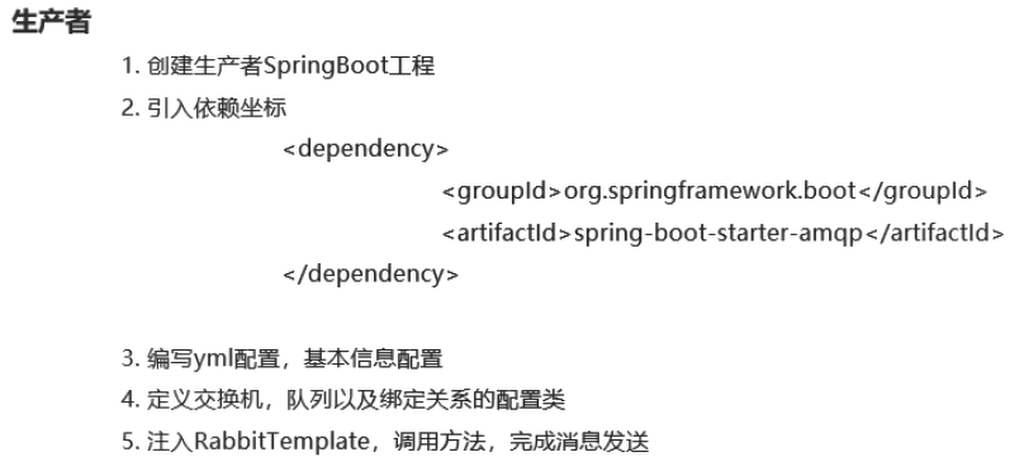 生产者
1. 创建生产者SpringBoot工程
2. 引入依赖坐标
<dependency>
<groupId>org.springframework.boot</groupId>
<artifactId>spring-boot-starter-amqp</artifactId>
</dependency>
3. 编写yml配置，基本信息配置
4. 定义交换机，队列以及绑定关系的配置类
5. 注入RabbitTemplate，调用方法，完成消息发送